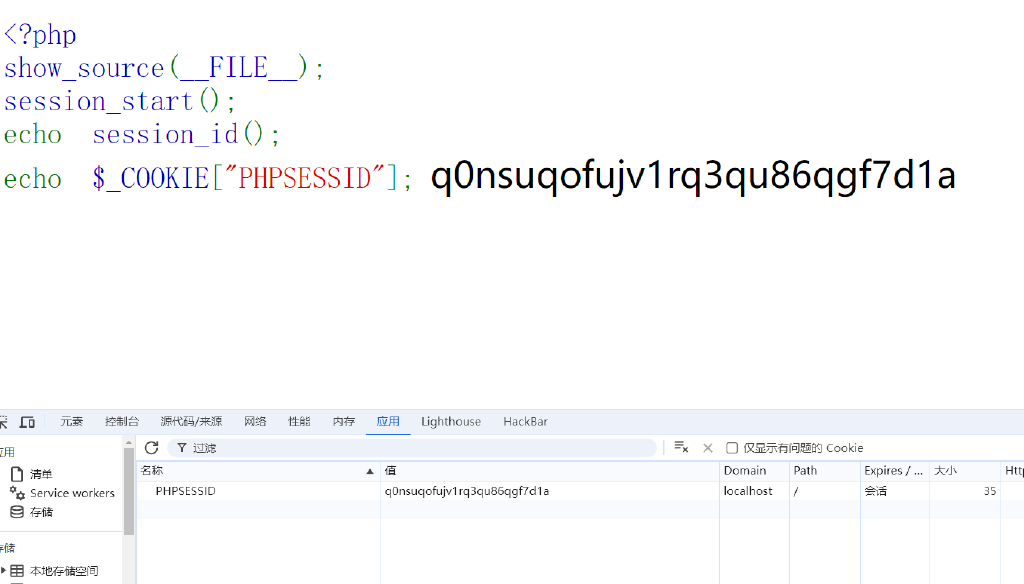 <?php
show_source(__FILE__);
session_start();
echo session_id();
echo $_COOKIE["PHPSESSID"]; q0nsuqofujv1rq3qu86qgf7d1a
元素 控制台 源代码/来源 网络 性能 内存 应用 Lighthouse HackBar
应用 过滤 仅显示有问题的 Cookie
名称 值 Domain Path Expires / ... 大小 Http
清单 PHPSESSID q0nsuqofujv1rq3qu86qgf7d1a localhost / 会话 35
Service workers
存储
存储
本地存储空间